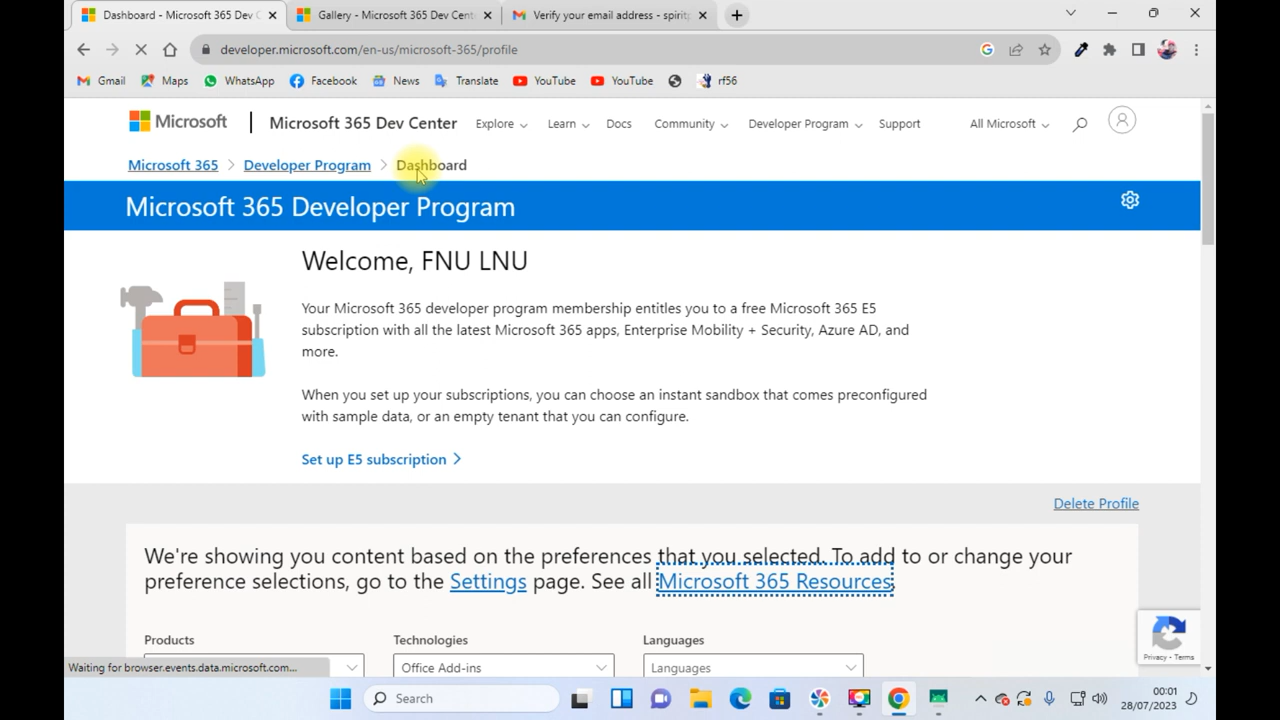 Dashboard - Microsoft 365 Dev C
Gallery - Microsoft 365 Dev Cent
Verify your email address - spirit
developer.microsoft.com/en-us/microsoft-365/profile
Gmail Maps WhatsApp Facebook News Translate YouTube YouTube rf56
Microsoft Microsoft 365 Dev Center Explore Learn Docs Community Developer Program Support All Microsoft
Microsoft 365 > Developer Program > Dashboard
Microsoft 365 Developer Program
Welcome, FNU LNU
Your Microsoft 365 developer program membership entitles you to a free Microsoft 365 E5
subscription with all the latest Microsoft 365 apps, Enterprise Mobility + Security, Azure AD, and
more.
When you set up your subscriptions, you can choose an instant sandbox that comes preconfigured
with sample data, or an empty tenant that you can configure.
Set up E5 subscription >
Delete Profile
We're showing you content based on the preferences that you selected. To add to or change your
preference selections, go to the Settings page. See all Microsoft 365 Resources.
Products Technologies Languages
Office Add-ins Languages
Privacy - Terms
Waiting for browser.events.data.microsoft.com...
Search
00:01
28/07/2023